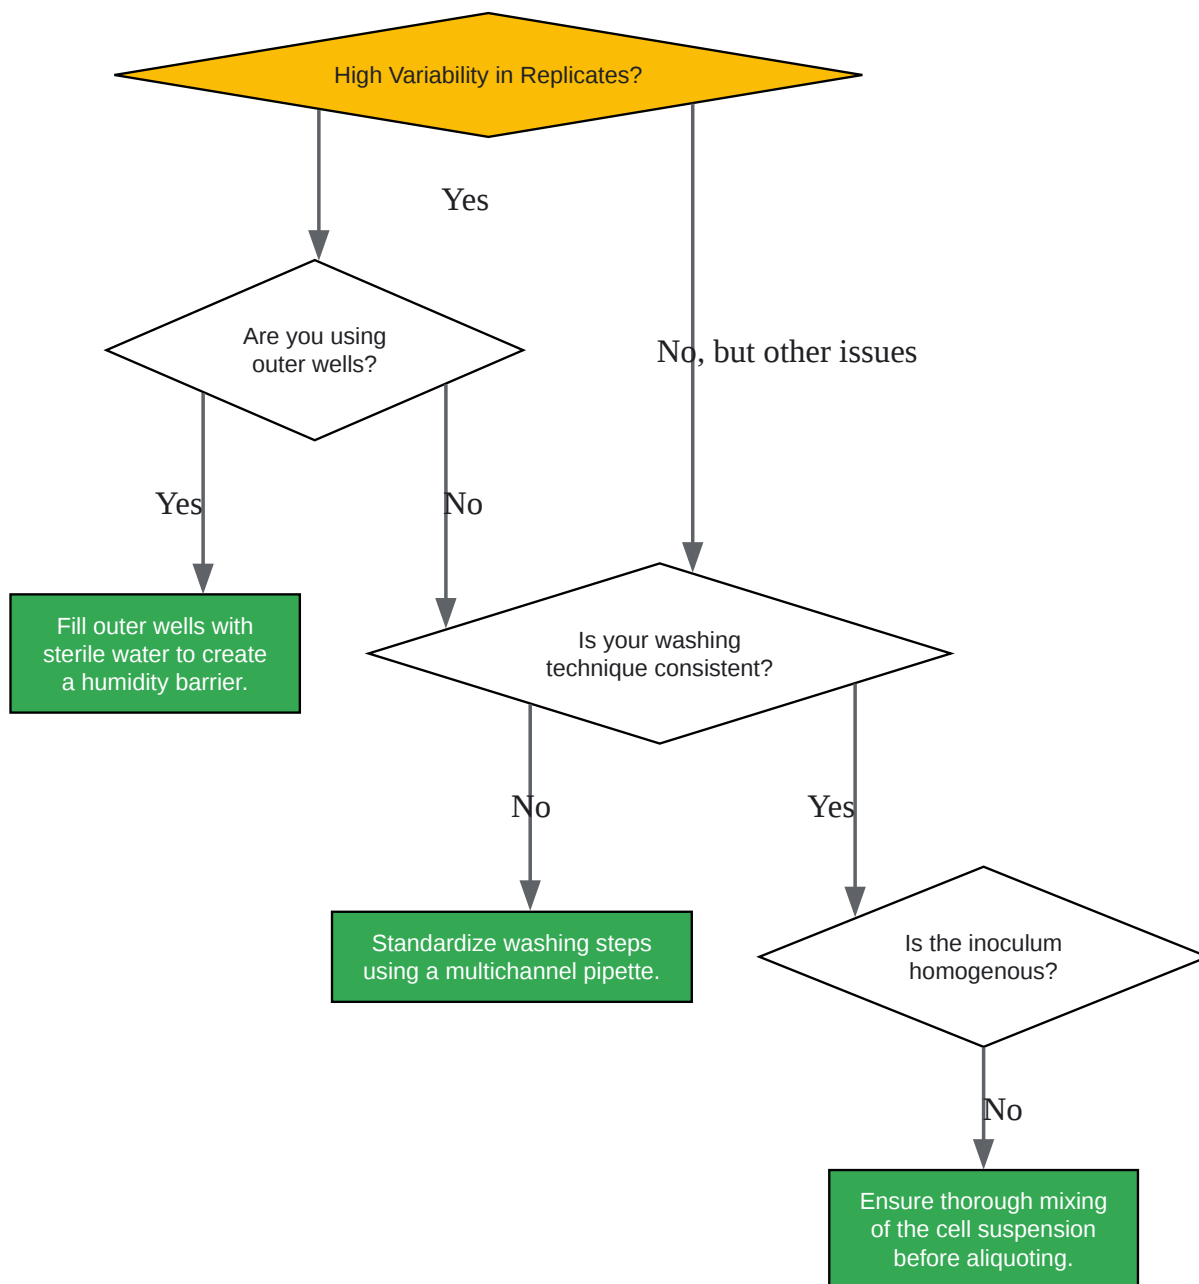 High Variability in Replicates?
Yes
Are you using
outer wells?
No, but other issues
Yes
No
Fill outer wells with
sterile water to create
a humidity barrier.
Is your washing
technique consistent?
No
Yes
Standardize washing steps
using a multichannel pipette.
Is the inoculum
homogenous?
No
Ensure thorough mixing
of the cell suspension
before aliquoting.